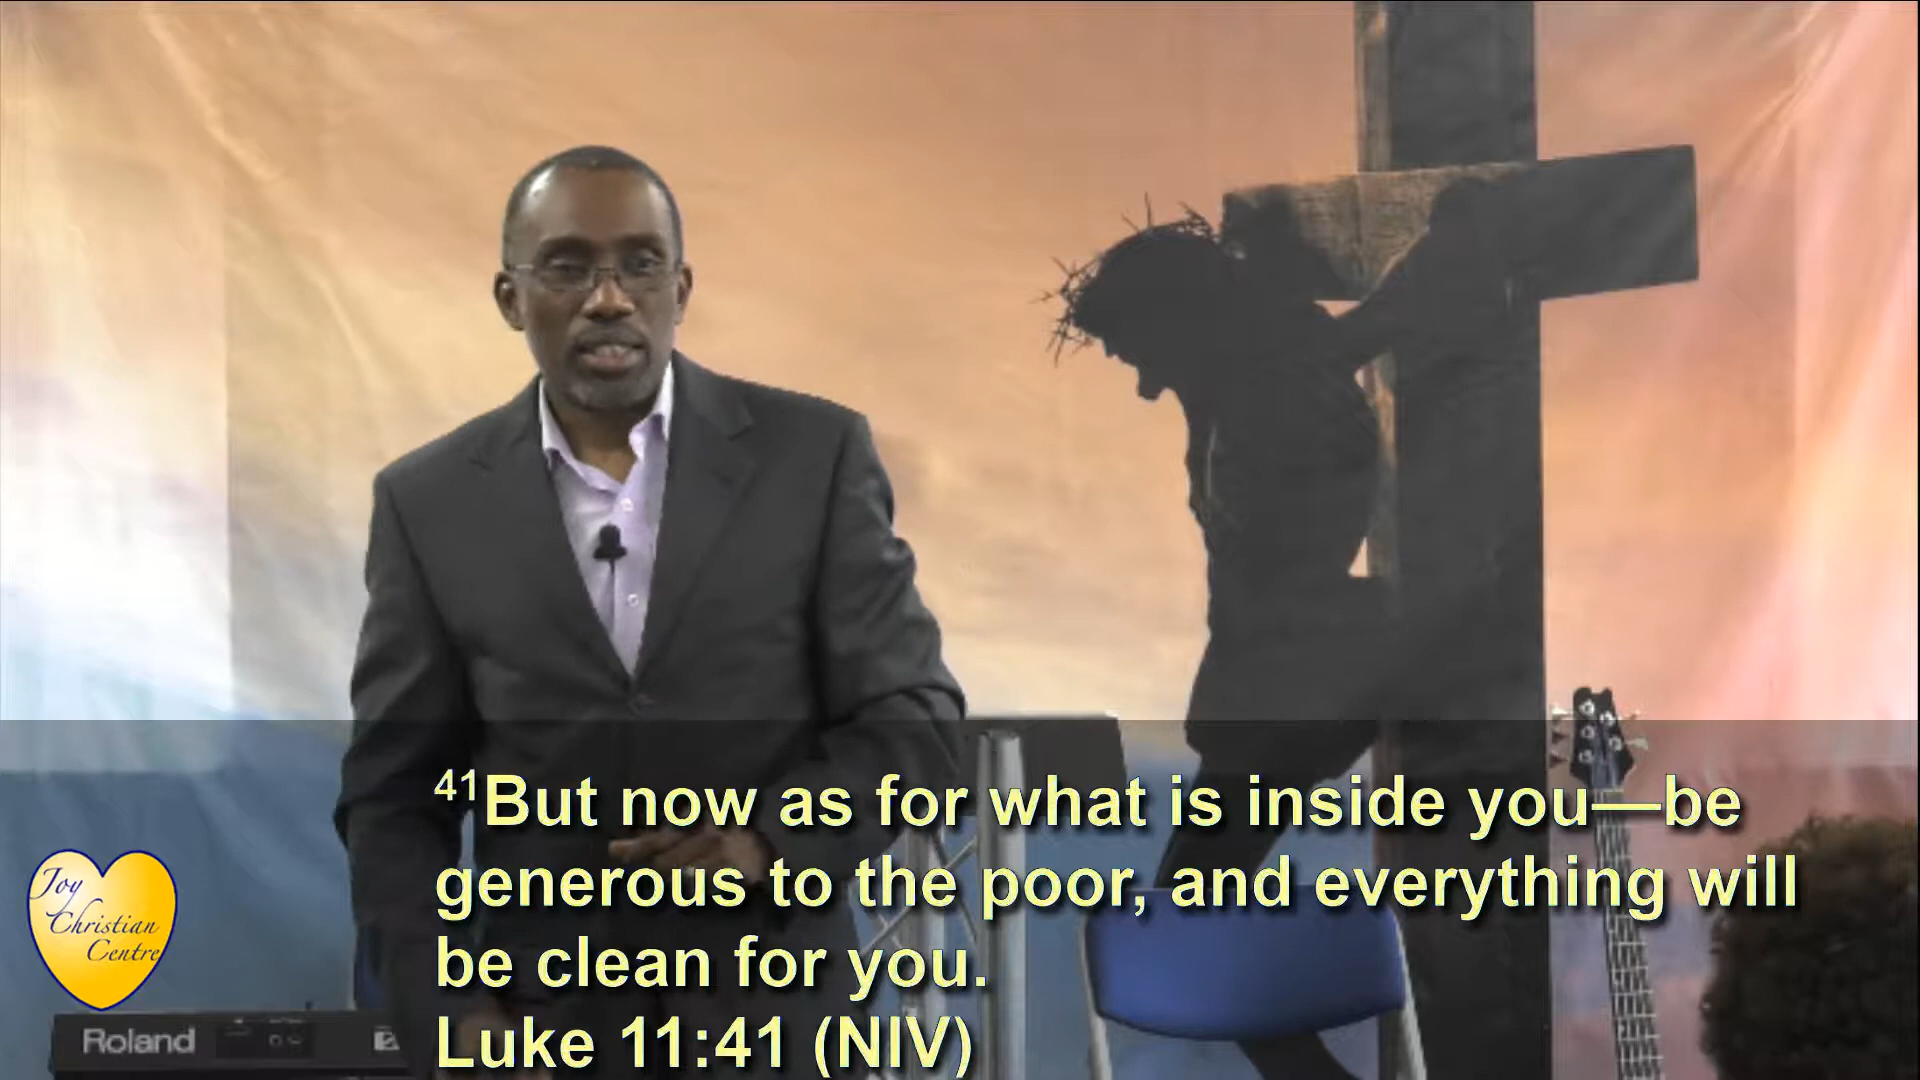 ⁴¹But now as for what is inside you—be
generous to the poor, and everything will
be clean for you.
Luke 11:41 (NIV)
Joy
Christian
Centre
Roland